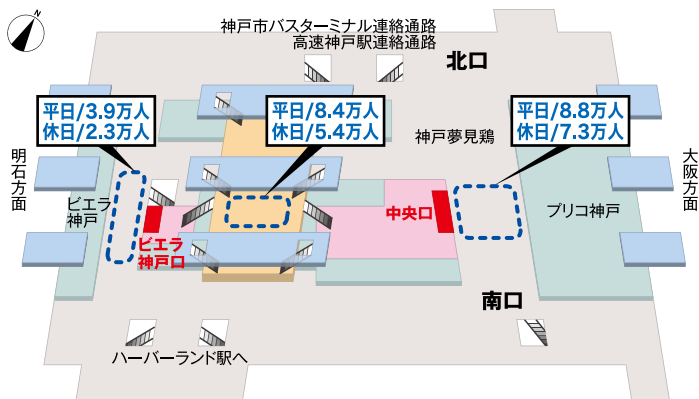 N
神戸市バスターミナル連絡通路
高速神戸駅連絡通路
北口
平日/3.9万人
休日/2.3万人
平日/8.4万人
休日/5.4万人
平日/8.8万人
休日/7.3万人
神戸夢見鶏
明石方面
大阪方面
ビエラ
神戸
ビエラ
神戸口
中央口
プリコ神戸
南口
ハーバーランド駅へ